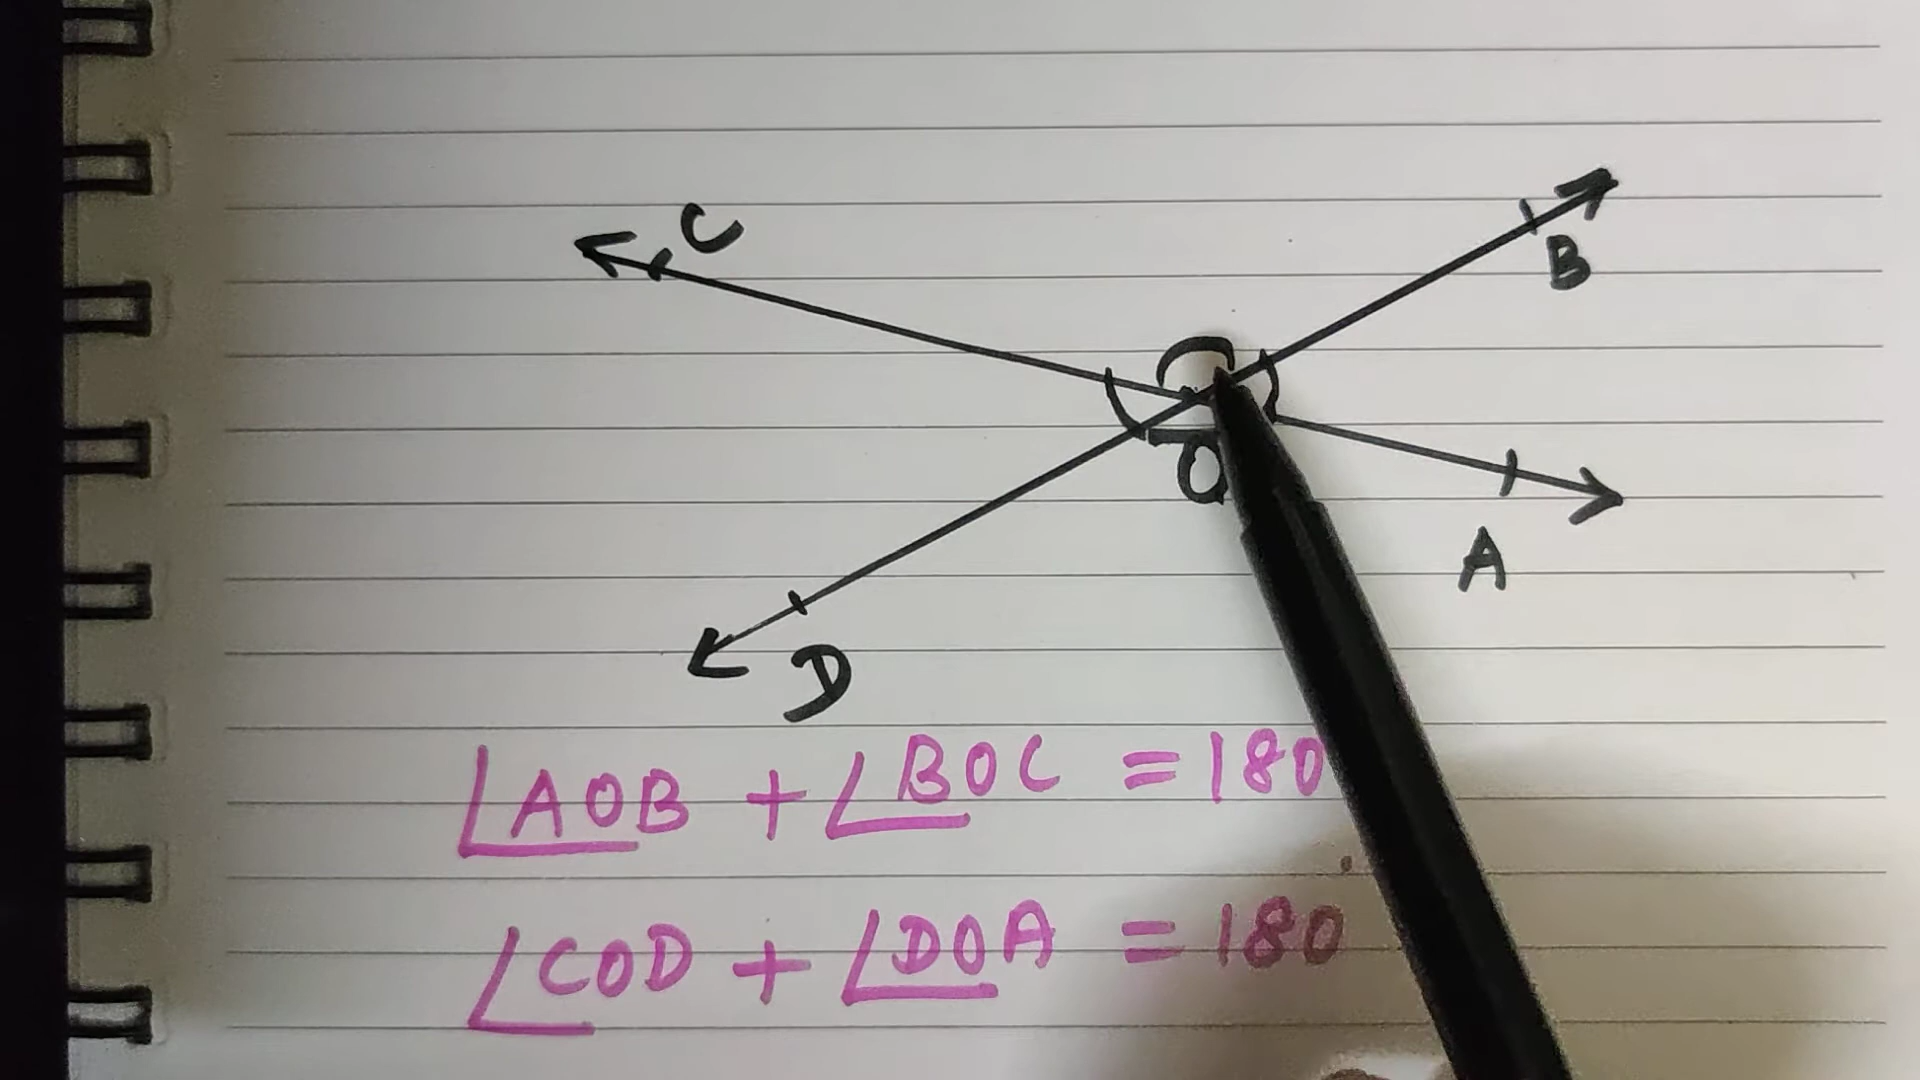 C
B
O
A
D
∠AOB + ∠BOC = 180
∠COD + ∠DOA = 180